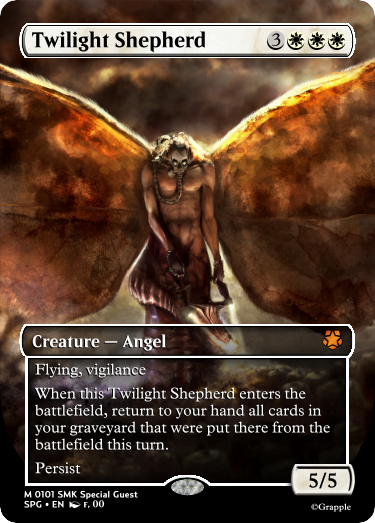 Twilight Shepherd 3
Creature — Angel
Flying, vigilance
When this Twilight Shepherd enters the
battlefield, return to your hand all cards in
your graveyard that were put there from the
battlefield this turn.
Persist
5/5
M 0101 SMK Special Guest
SPG • EN F. 00
©Grapple